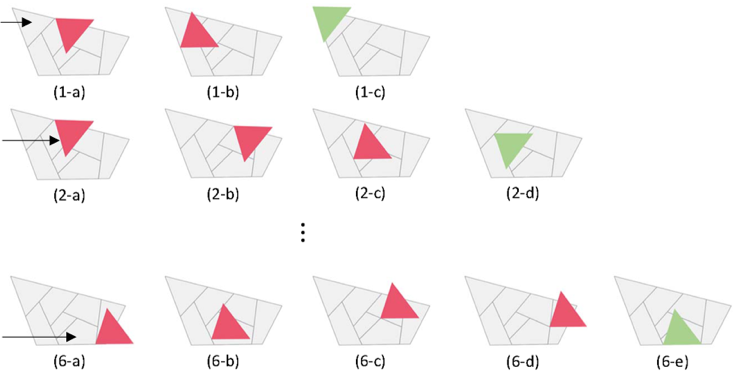 (1-a) (1-b) (1-c)
(2-a) (2-b) (2-c) (2-d)
(6-a) (6-b) (6-c) (6-d) (6-e)